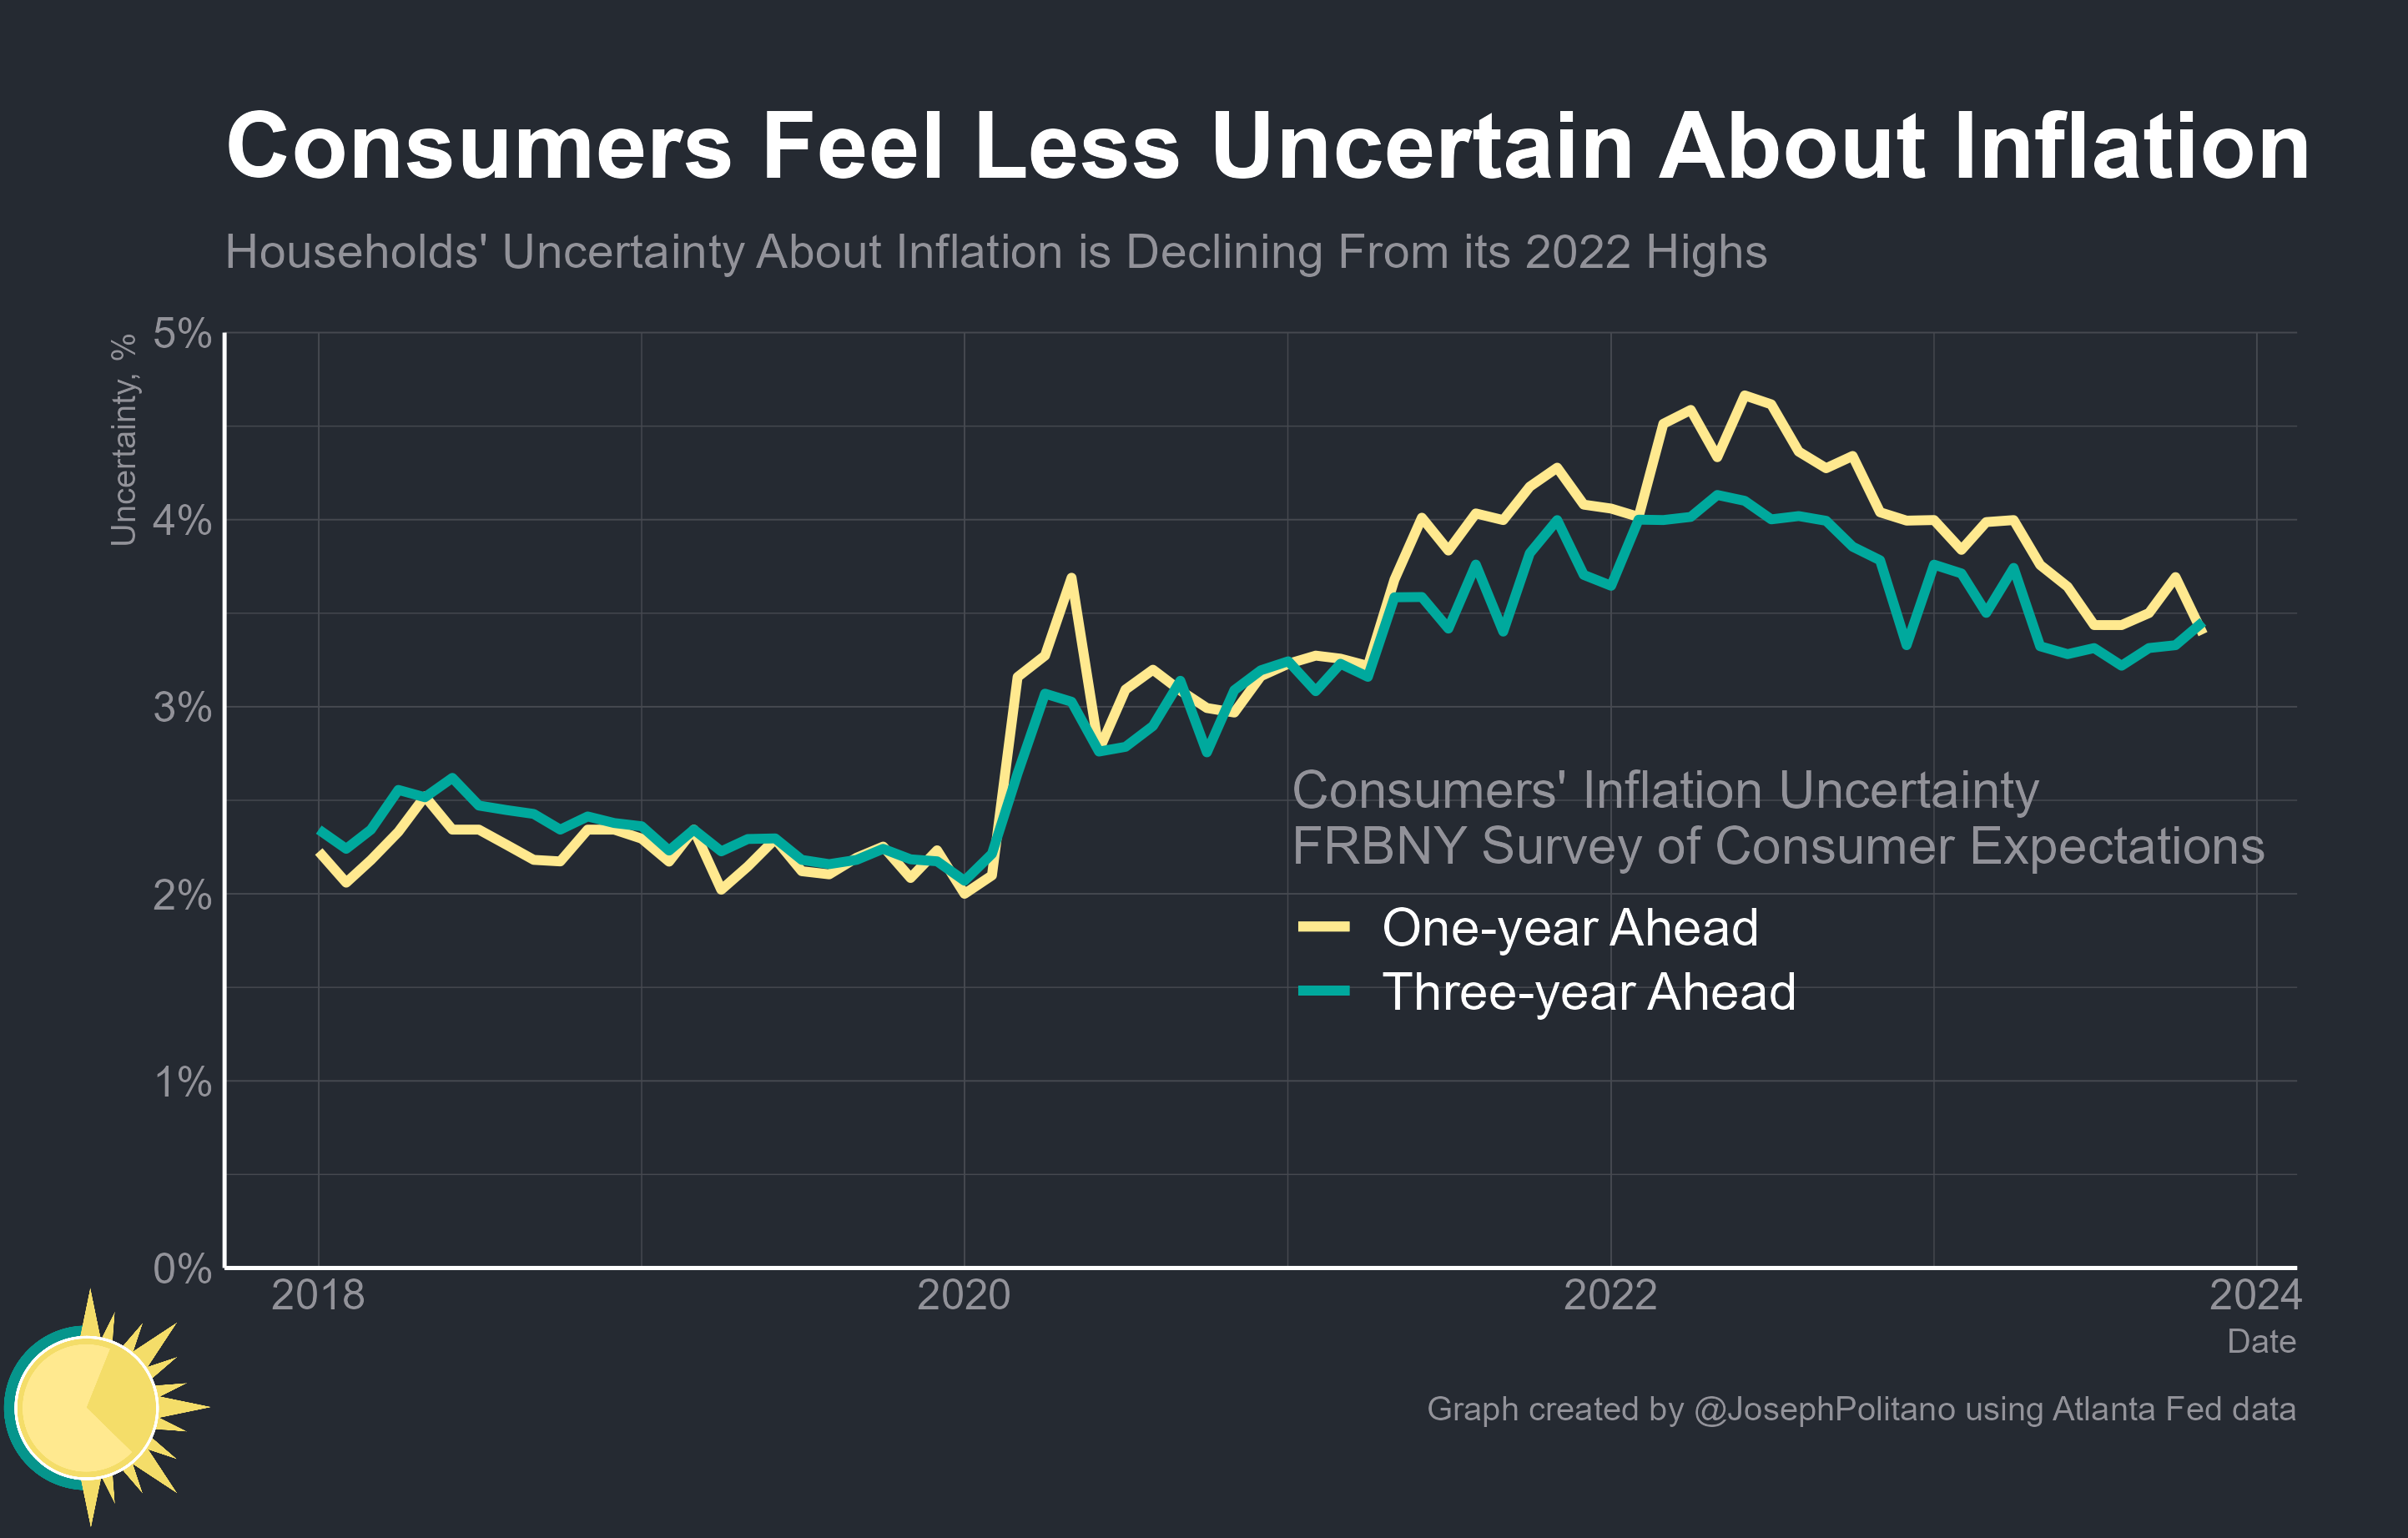 Consumers Feel Less Uncertain About Inflation
Households' Uncertainty About Inflation is Declining From its 2022 Highs
Uncertainty, %
5%
4%
3%
2%
1%
0%
Consumers' Inflation Uncertainty
FRBNY Survey of Consumer Expectations
One-year Ahead
Three-year Ahead
2018 2020 2022 2024
Date
Graph created by @JosephPolitano using Atlanta Fed data